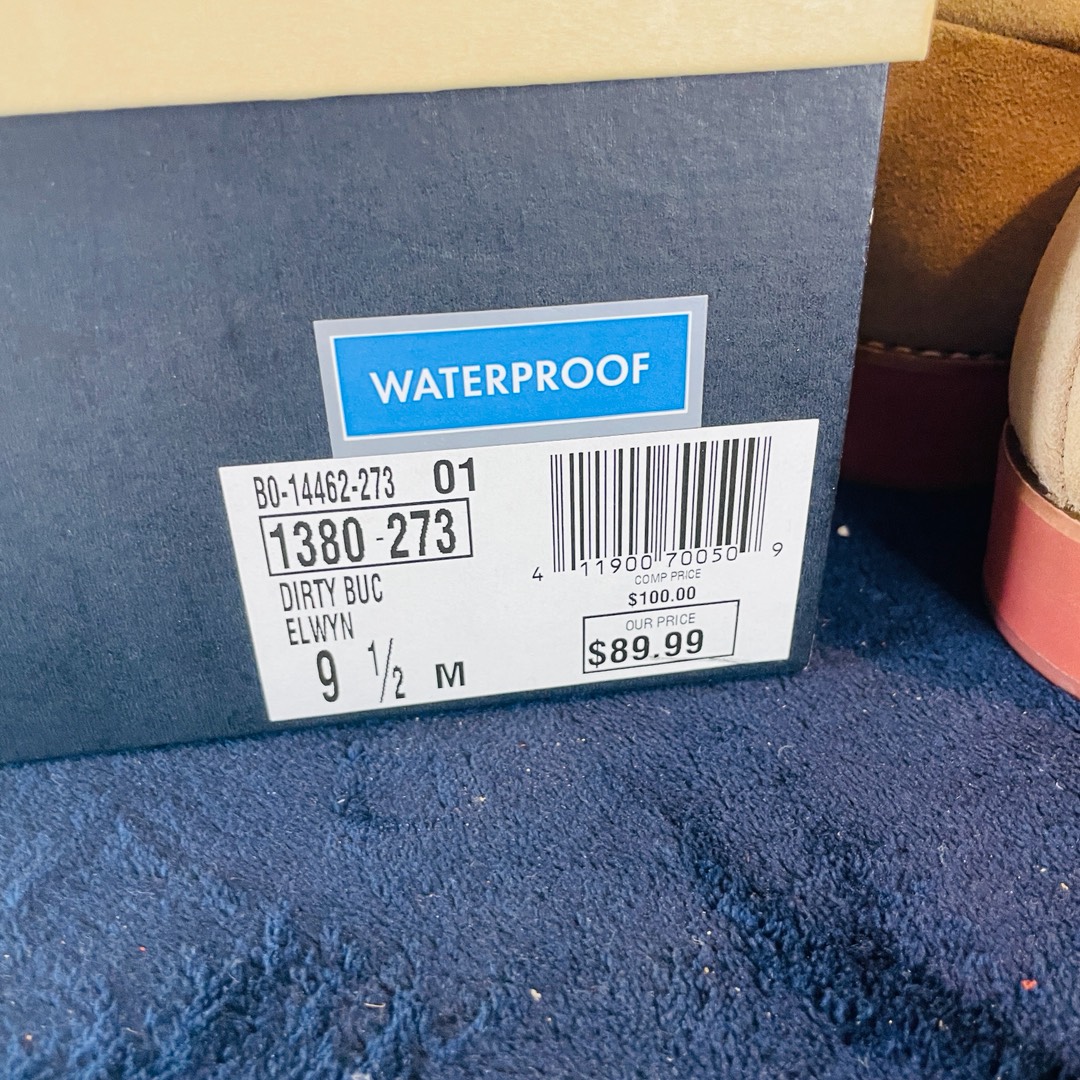 WATERPROOF
BO-14462-273 01
1380-273
DIRTY BUC
ELWYN
9 1/2 M
4 11900 70050 9
COMP PRICE
$100.00
OUR PRICE
$89.99